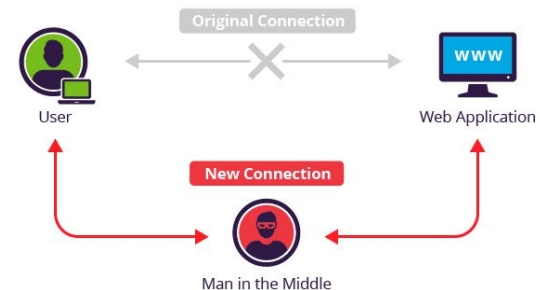 Original Connection
WWW
User
Web Application
New Connection
Man in the Middle